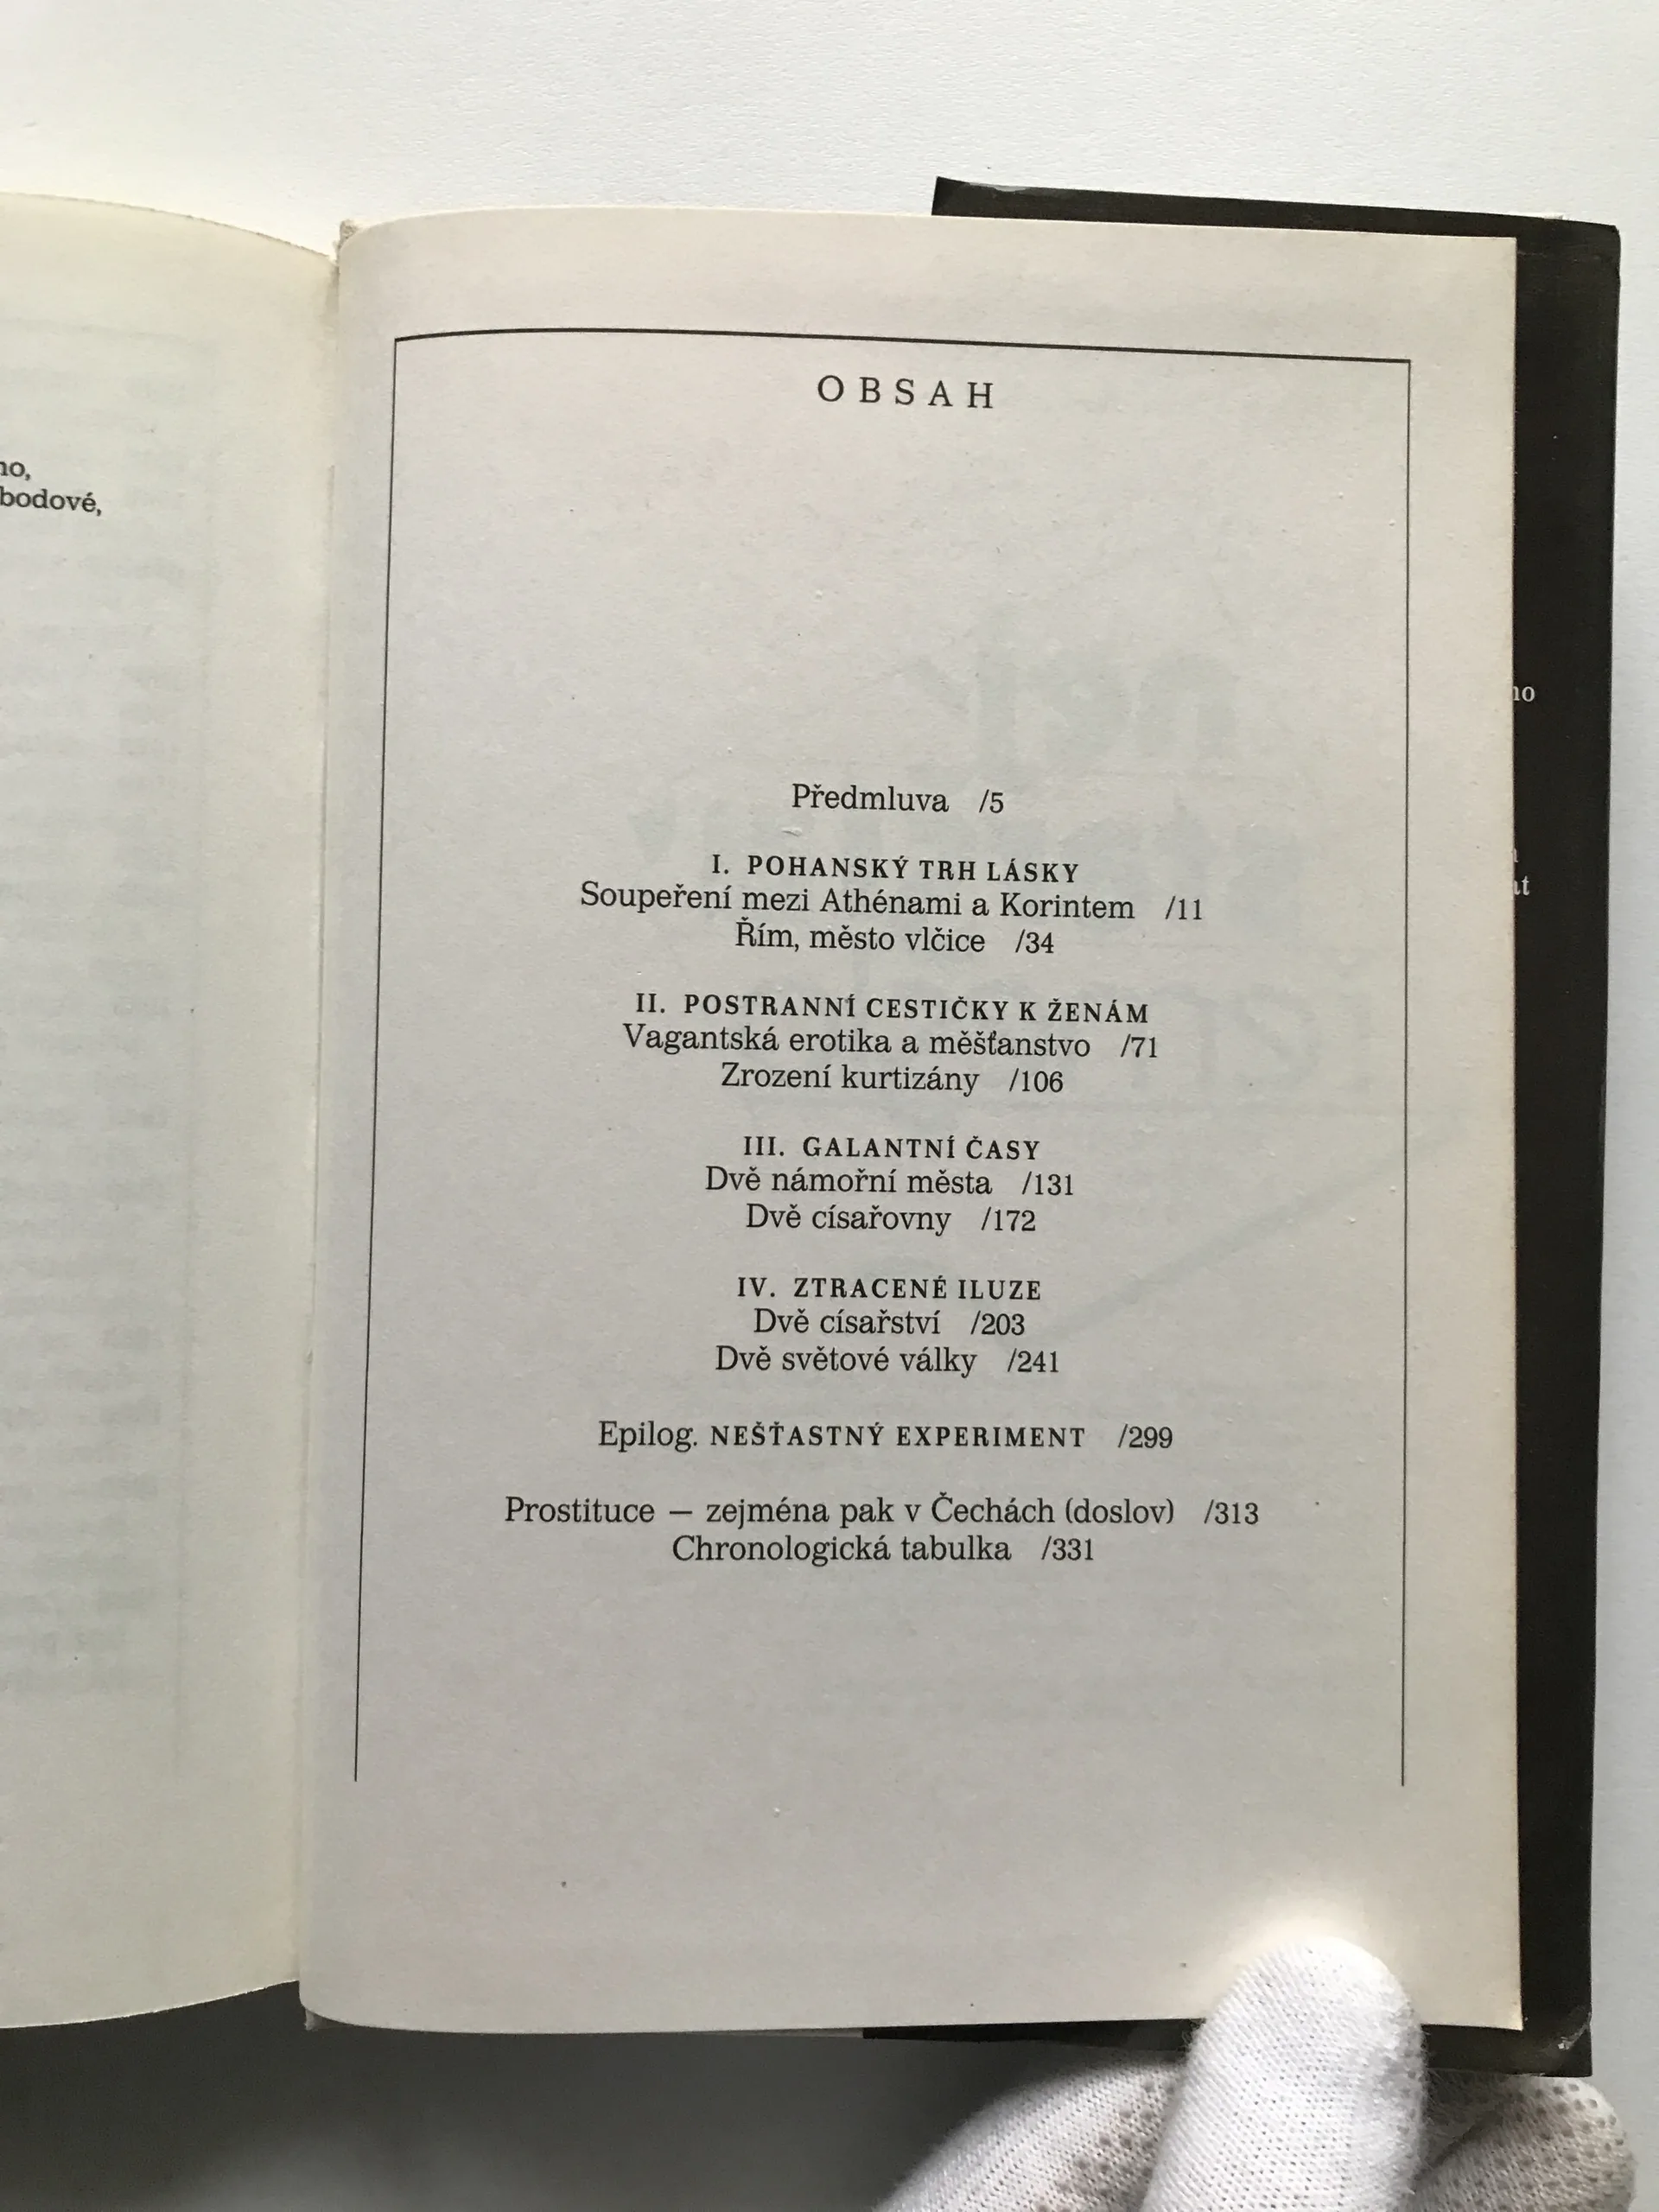 bodové,
OBSAH
Předmluva /5
I. POHANSKÝ TRH LÁSKY
Soupeření mezi Athénami a Korintem /11
Řím, město vlčice /34
II. POSTRANNÍ CESTIČKY K ŽENÁM
Vagantská erotika a měšťanstvo /71
Zrození kurtizány /106
III. GALANTNÍ ČASY
Dvě námořní města /131
Dvě císařovny /172
IV. ZTRACENÉ ILUZE
Dvě císařství /203
Dvě světové války /241
Epilog. NEŠŤASTNÝ EXPERIMENT /299
Prostituce — zejména pak v Čechách (doslov) /313
Chronologická tabulka /331